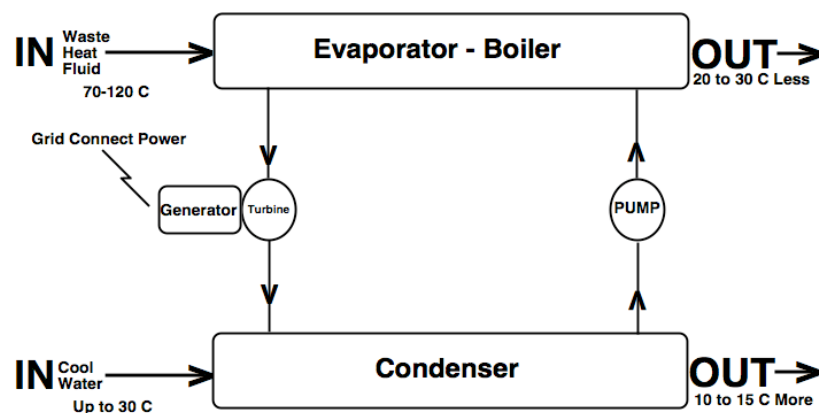 IN Waste
Heat
Fluid
70-120 C
Evaporator - Boiler
OUT
20 to 30 C Less
Grid Connect Power
Generator
Turbine
PUMP
IN Cool
Water
Up to 30 C
Condenser
OUT
10 to 15 C More